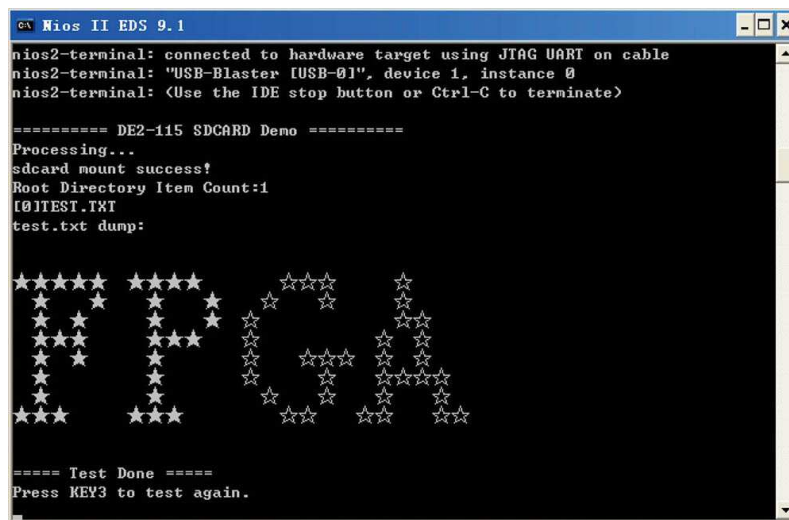 Nios II EDS 9.1
nios2-terminal: connected to hardware target using JTAG UART on cable
nios2-terminal: "USB-Blaster [USB-0]", device 1, instance 0
nios2-terminal: (Use the IDE stop button or Ctrl-C to terminate)
========== DE2-115 SDCARD Demo ==========
Processing...
sdcard mount success!
Root Directory Item Count:1
[0]TEST.TXT
test.txt dump:
FPGA
===== Test Done =====
Press KEY3 to test again.